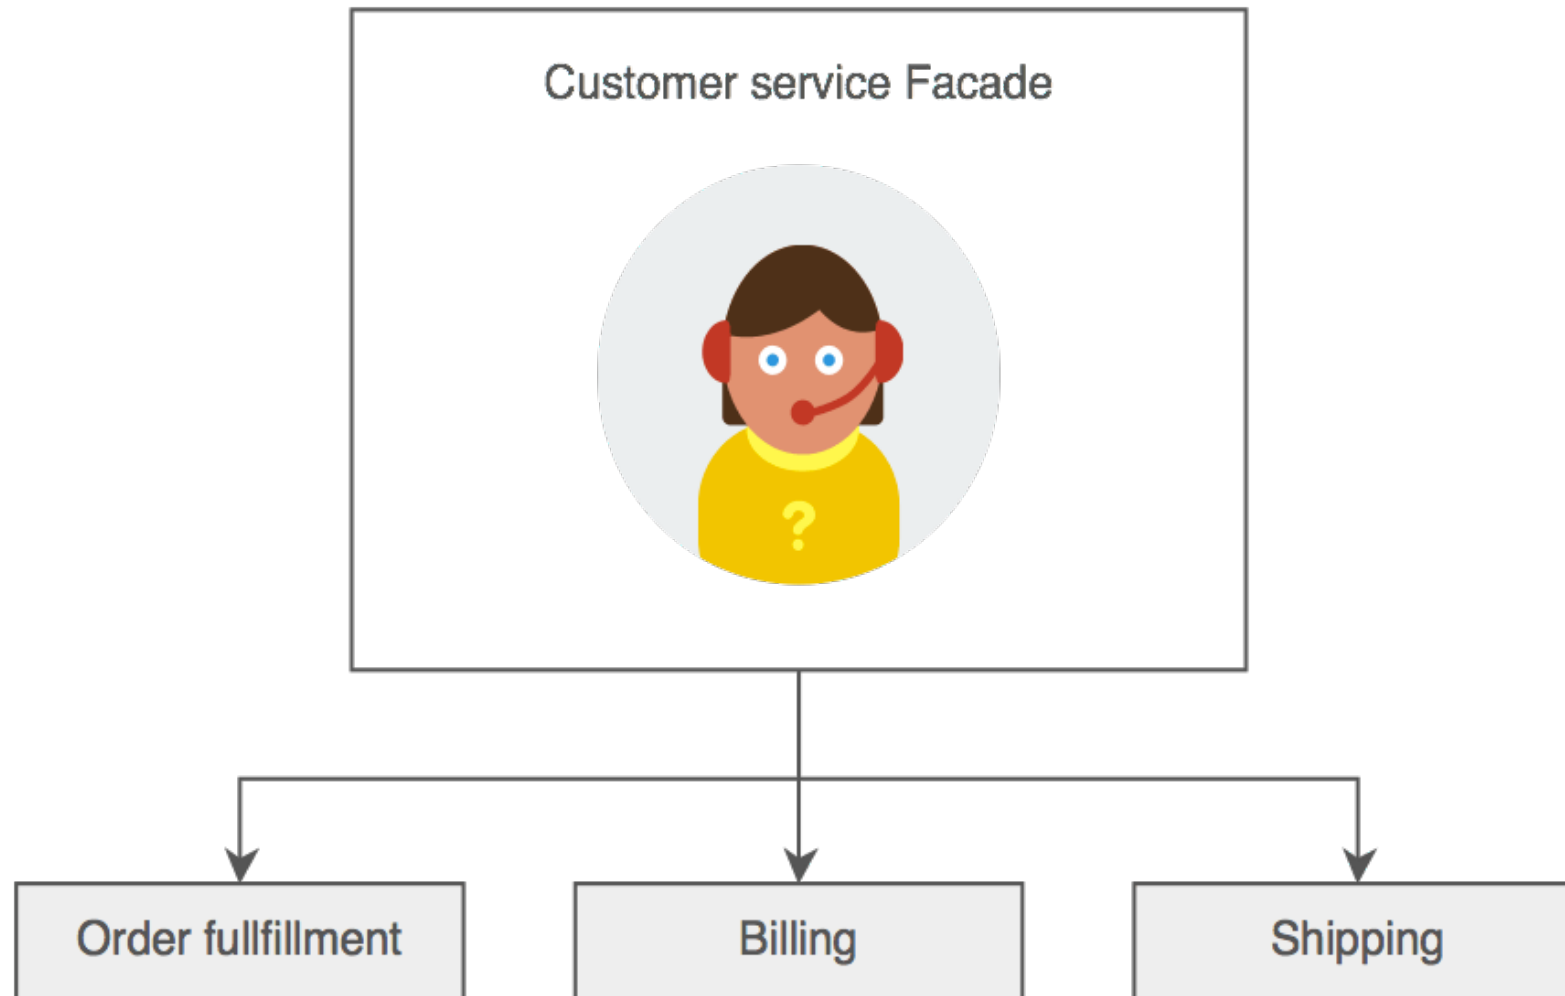 Customer service Facade
?
Order fullfillment
Billing
Shipping